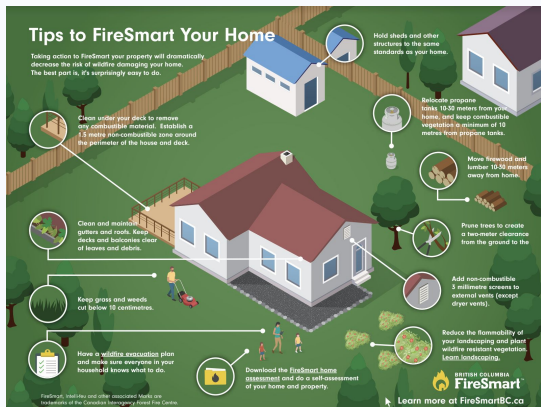 Tips to FireSmart Your Home
Taking action to FireSmart your property will dramatically
decrease the risk of wildfire damaging your home.
The best part is, it's surprisingly easy to do.
Hold sheds and other
structures to the same
standards as your home.
Clean under your deck to remove
any combustible material. Establish a
1.5 metre non-combustible zone around
the perimeter of the house and deck.
Relocate propane
tanks 10-30 meters from your
home, and keep combustible
vegetation a minimum of 10
metres from propane tanks.
Move firewood and
lumber 10-30 meters
away from home.
Clean and maintain
gutters and roofs. Keep
decks and balconies clear
of leaves and debris.
Prune trees to create
a two-meter clearance
from the ground to the
Add non-combustible
3 millimetre screens to
external vents (except
dryer vents).
Keep grass and weeds
cut below 10 centimetres.
Reduce the flammability of
your landscaping and plant
wildfire resistant vegetation.
Learn landscaping.
Have a wildfire evacuation plan
and make sure everyone in your
household knows what to do.
Download the FireSmart home
assessment and do a self-assessment
of your home and property.
BRITISH COLUMBIA
FireSmart
FireSmart, Intelli-feu and other associated Marks are
trademarks of the Canadian Interagency Forest Fire Centre.
Learn more at FireSmartBC.ca